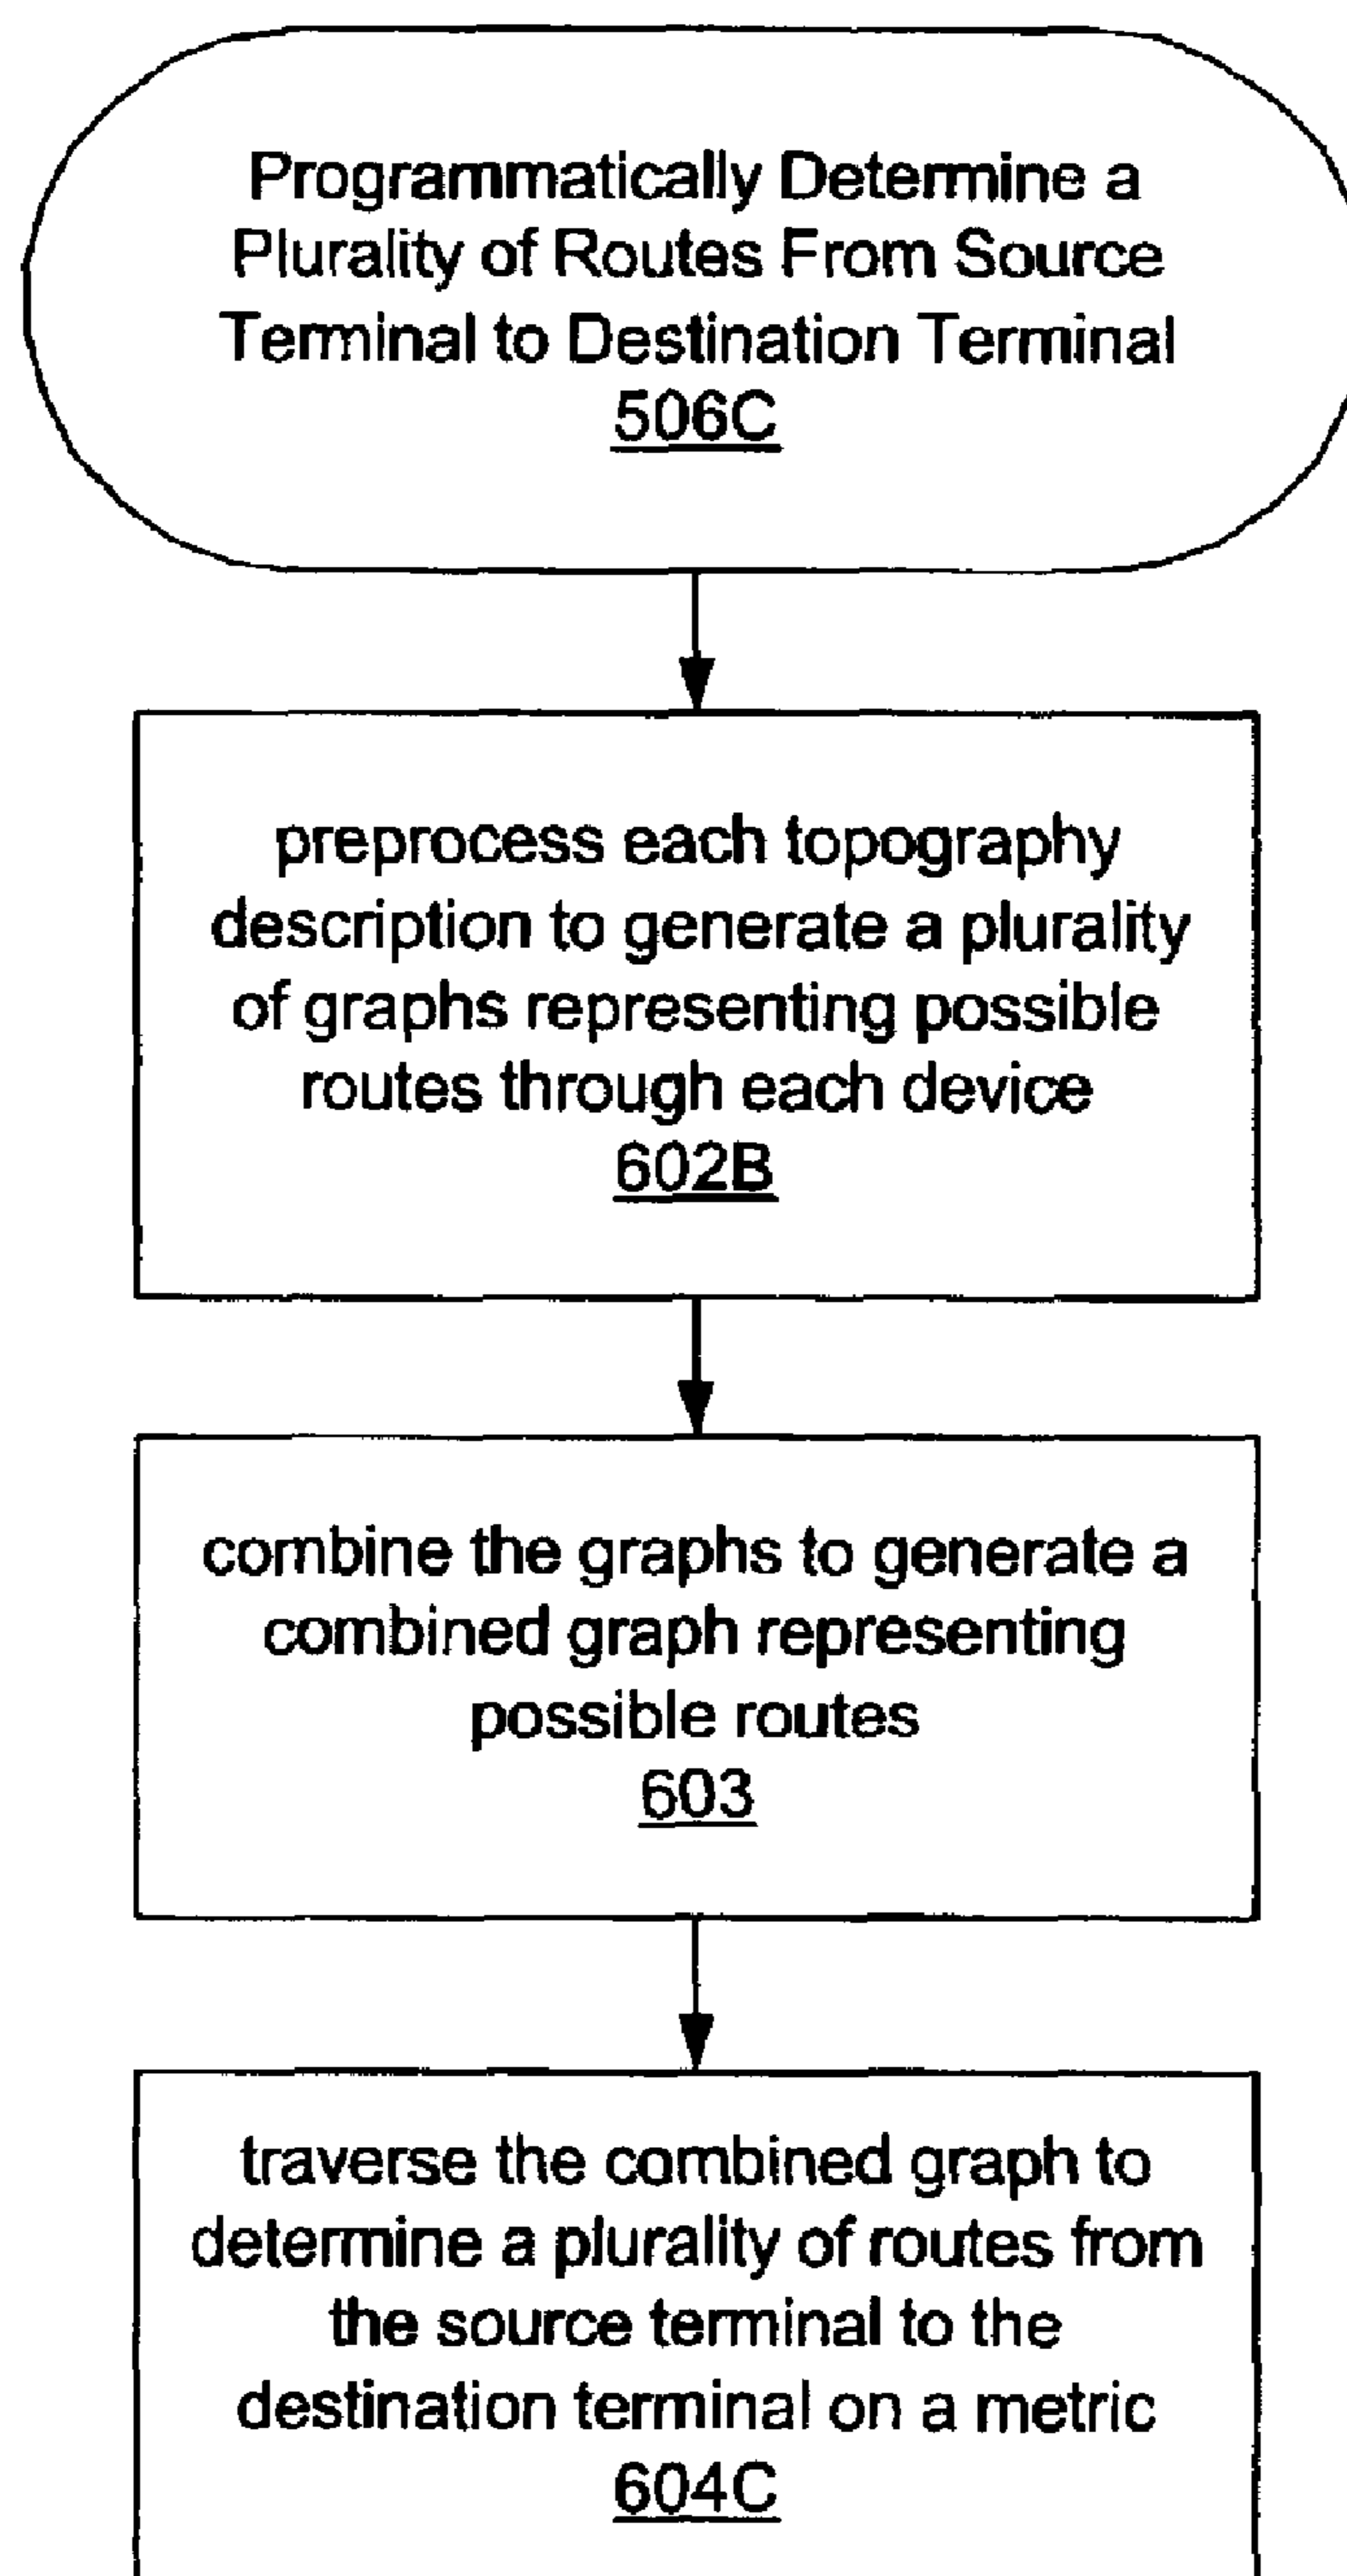 Programmatically Determine a
Plurality of Routes From Source
Terminal to Destination Terminal
506C
preprocess each topography
description to generate a plurality
of graphs representing possible
routes through each device
602B
combine the graphs to generate a
combined graph representing
possible routes
603
traverse the combined graph to
determine a plurality of routes from
the source terminal to the
destination terminal on a metric
604C